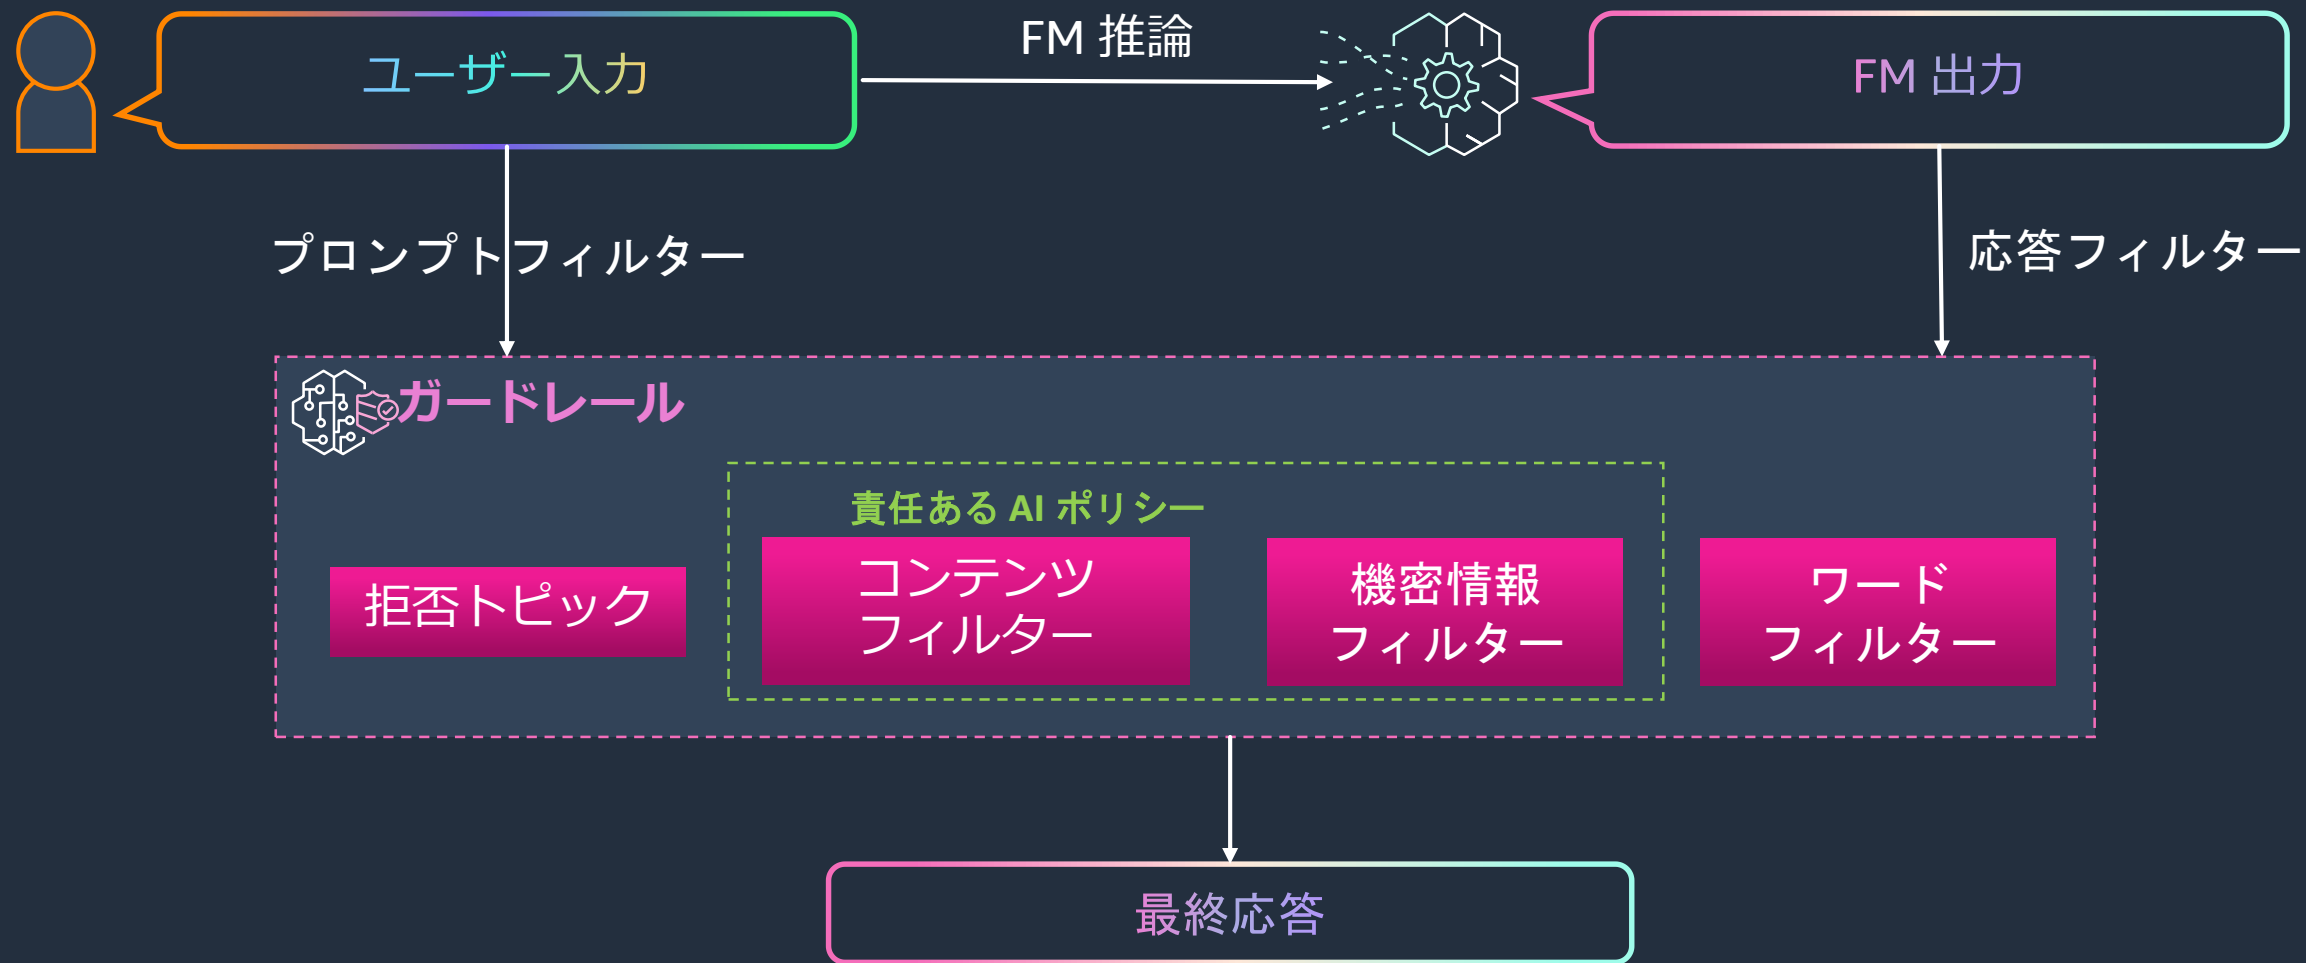 ユーザー入力
FM 推論
FM 出力
プロンプトフィルター
応答フィルター
ガードレール
責任ある AI ポリシー
拒否トピック
コンテンツ
フィルター
機密情報
フィルター
ワード
フィルター
最終応答